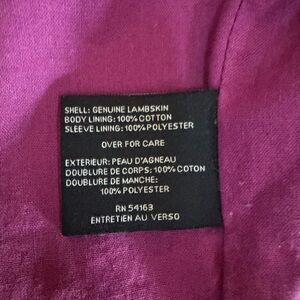 SHELL: GENUINE LAMBSKIN
BODY LINING: 100% COTTON
SLEEVE LINING: 100% POLYESTER
OVER FOR CARE
EXTERIEUR: PEAU D'AGNEAU
DOUBLURE DE CORPS: 100% COTON
DOUBLURE DE MANCHE:
100% POLYESTER
RN 54163
ENTRETIEN AU VERSO